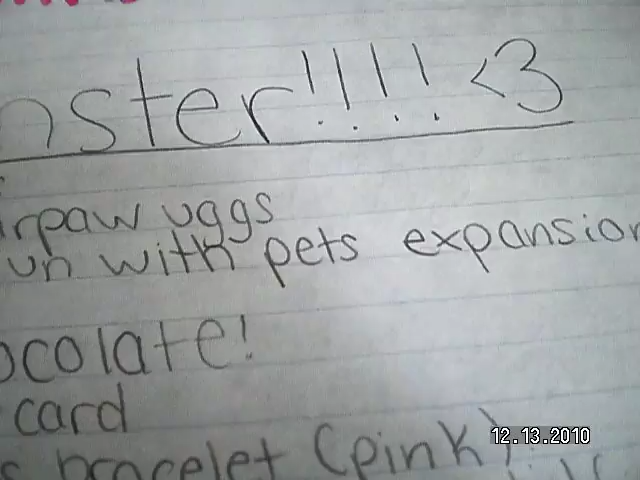 nster!!!! <3
rpaw uggs
un with pets expansion
ocolate!
card
s bracelet (pink)
12.13.2010